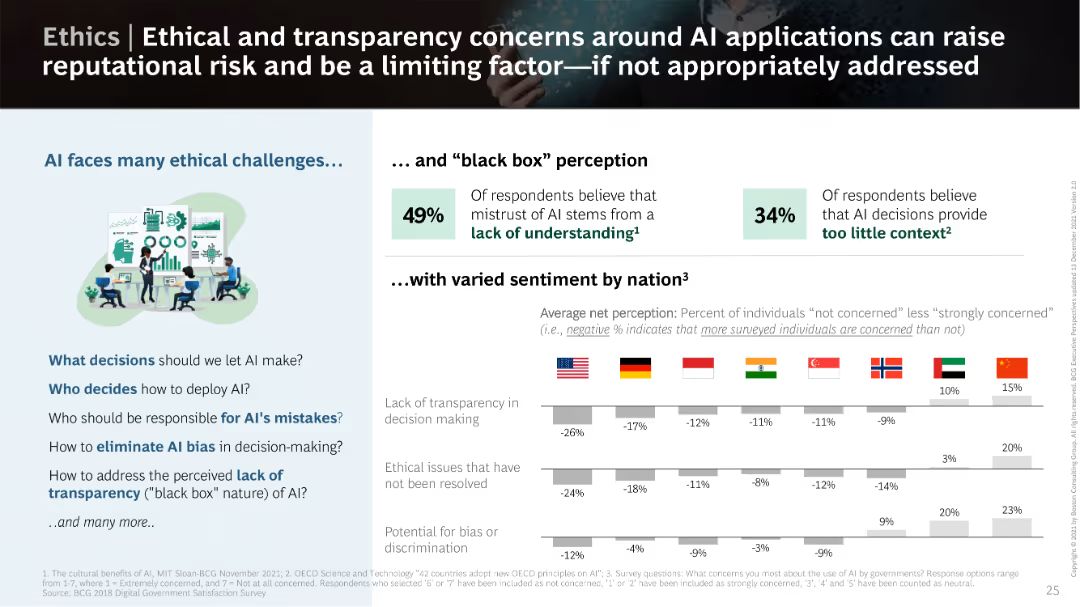 Ethics | Ethical and transparency concerns around AI applications can raise
reputational risk and be a limiting factor—if not appropriately addressed
AI faces many ethical challenges…
What decisions should we let AI make?
Who decides how to deploy AI?
Who should be responsible for AI's mistakes?
How to eliminate AI bias in decision-making?
How to address the perceived lack of
transparency ("black box" nature) of AI?
..and many more..
… and “black box” perception
49%
Of respondents believe that
mistrust of AI stems from a
lack of understanding¹
34%
Of respondents believe
that AI decisions provide
too little context²
…with varied sentiment by nation³
Average net perception: Percent of individuals “not concerned” less “strongly concerned”
(i.e., negative % indicates that more surveyed individuals are concerned than not)
Lack of transparency in
decision making
-26% -17% -12% -11% -11% -9% 10% 15%
Ethical issues that have
not been resolved
-24% -18% -11% -8% -12% -14% 3% 20%
Potential for bias or
discrimination
-12% -4% -9% -3% -9% 9% 20% 23%
1. The cultural benefits of AI, MIT Sloan-BCG November 2021; 2. OECD Science and Technology "42 countries adopt new OECD principles on AI"; 3. Survey questions: What concerns you most about the use of AI by governments? Response options range
from 1-7, where 1 = Extremely concerned, and 7 = Not at all concerned. Respondents who selected '6' or '7' have been included as not concerned, '1' or '2' have been included as strongly concerned, '3', '4' and '5' have been counted as neutral.
Source: BCG 2018 Digital Government Satisfaction Survey
25
Copyright © 2021 by Boston Consulting Group. All rights reserved. BCG Executive Perspectives updated 13 December 2022 Version 2.0